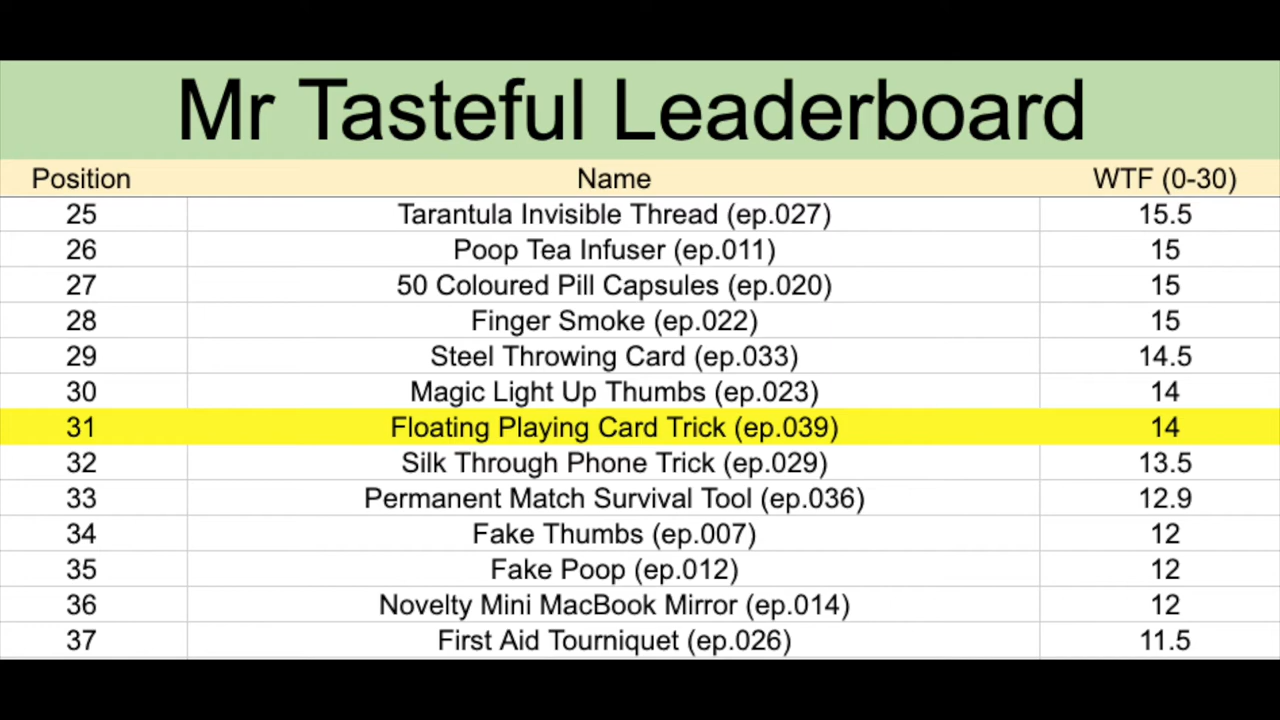 Mr Tasteful Leaderboard
Position Name WTF (0-30)
25 Tarantula Invisible Thread (ep.027) 15.5
26 Poop Tea Infuser (ep.011) 15
27 50 Coloured Pill Capsules (ep.020) 15
28 Finger Smoke (ep.022) 15
29 Steel Throwing Card (ep.033) 14.5
30 Magic Light Up Thumbs (ep.023) 14
31 Floating Playing Card Trick (ep.039) 14
32 Silk Through Phone Trick (ep.029) 13.5
33 Permanent Match Survival Tool (ep.036) 12.9
34 Fake Thumbs (ep.007) 12
35 Fake Poop (ep.012) 12
36 Novelty Mini MacBook Mirror (ep.014) 12
37 First Aid Tourniquet (ep.026) 11.5